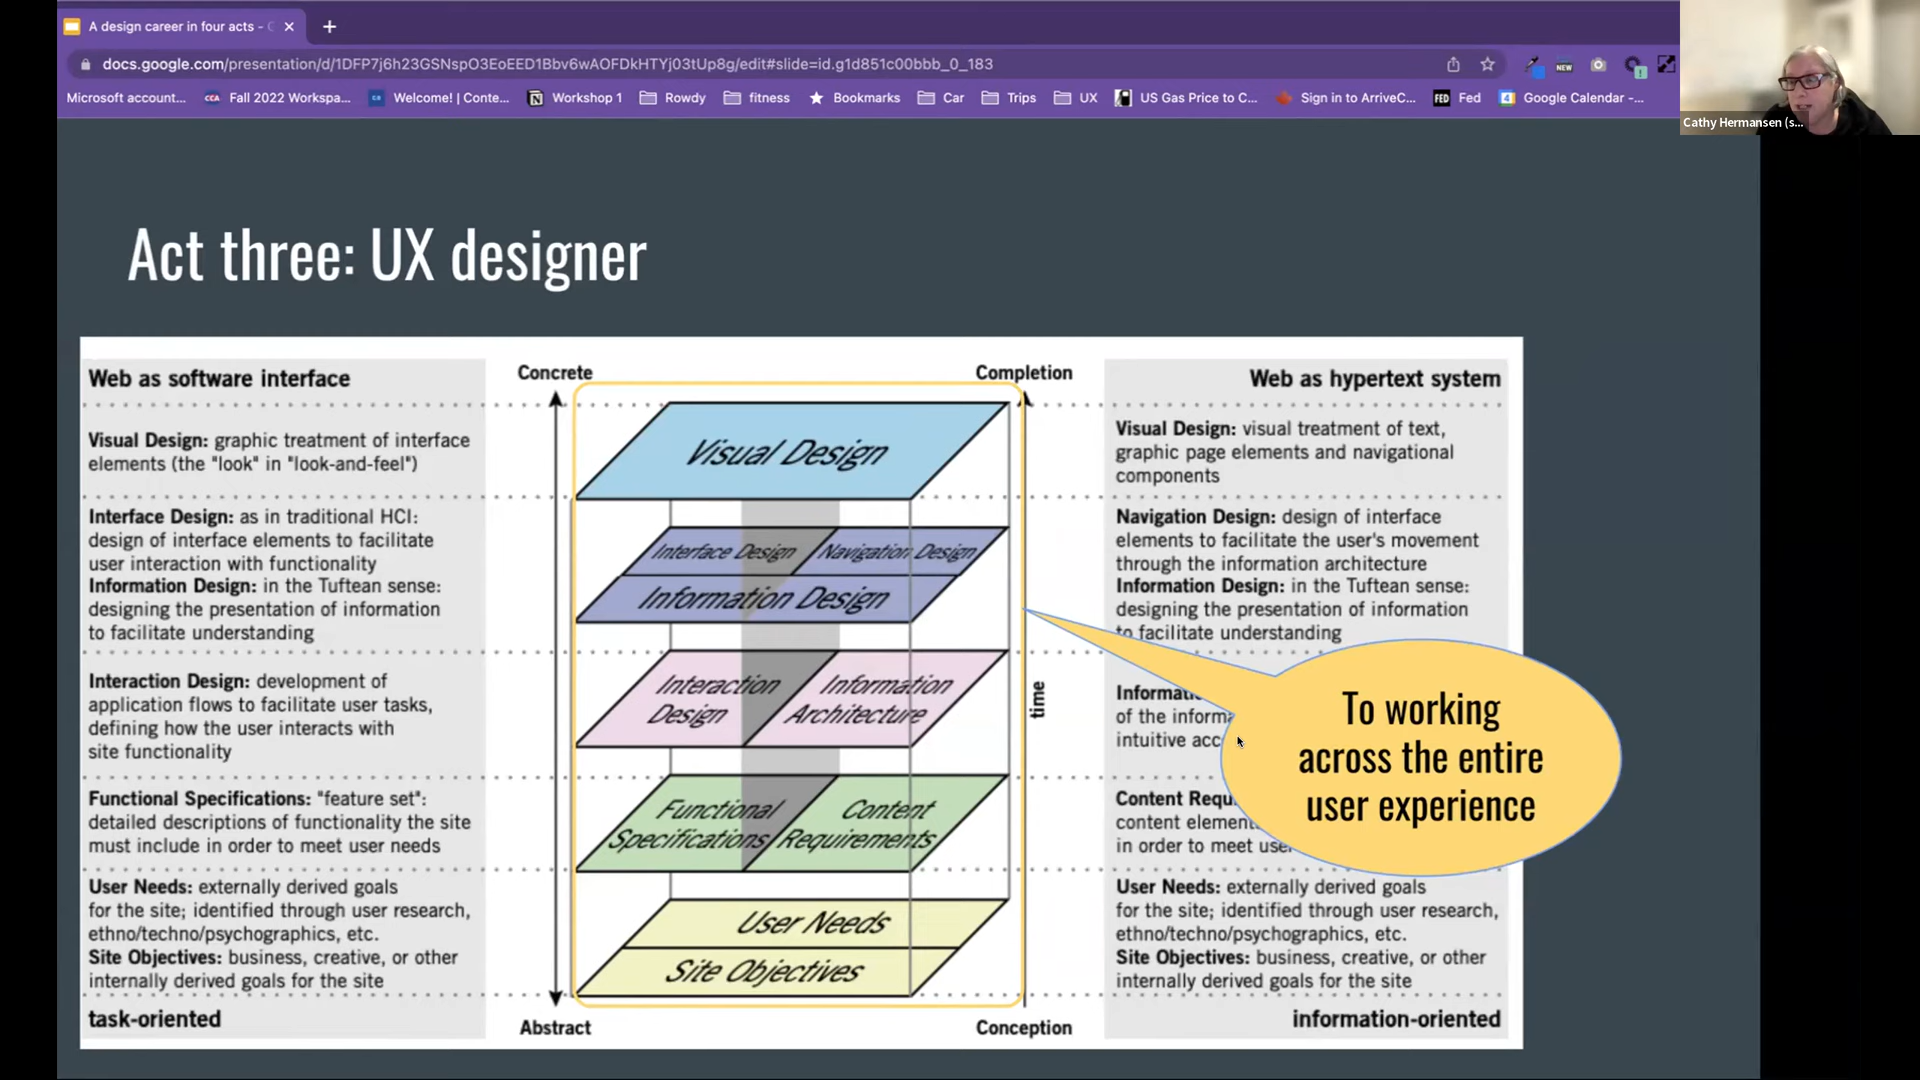 A design career in four acts -
docs.google.com/presentation/d/1DFP7j6h23GSNspO3EoEED1Bbv6wAOFDkHTYj03tUp8g/edit#slide=id.g1d851c00bbb_0_183
NEW
Microsoft account...
CCA Fall 2022 Workspa...
Welcome! | Conte...
Workshop 1
Rowdy
fitness
Bookmarks
Car
Trips
UX
US Gas Price to C...
Sign in to ArriveC...
FED Fed
4 Google Calendar -...
Cathy Hermansen (s...
Act three: UX designer
Web as software interface
Visual Design: graphic treatment of interface
elements (the "look" in "look-and-feel")
Interface Design: as in traditional HCI:
design of interface elements to facilitate
user interaction with functionality
Information Design: in the Tuftean sense:
designing the presentation of information
to facilitate understanding
Interaction Design: development of
application flows to facilitate user tasks,
defining how the user interacts with
site functionality
Functional Specifications: "feature set":
detailed descriptions of functionality the site
must include in order to meet user needs
User Needs: externally derived goals
for the site; identified through user research,
ethno/techno/psychographics, etc.
Site Objectives: business, creative, or other
internally derived goals for the site
task-oriented
Concrete
Completion
Visual Design
Interface Design
Navigation Design
Information Design
Interaction
Design
Information
Architecture
Functional
Specifications
Content
Requirements
User Needs
Site Objectives
time
Abstract
Conception
Web as hypertext system
Visual Design: visual treatment of text,
graphic page elements and navigational
components
Navigation Design: design of interface
elements to facilitate the user's movement
through the information architecture
Information Design: in the Tuftean sense:
designing the presentation of information
to facilitate understanding
of the
intuitive
Content
content
in order to meet
User Needs: externally derived goals
for the site; identified through user research,
ethno/techno/psychographics, etc.
Site Objectives: business, creative, or other
internally derived goals for the site
information-oriented
To working
across the entire
user experience